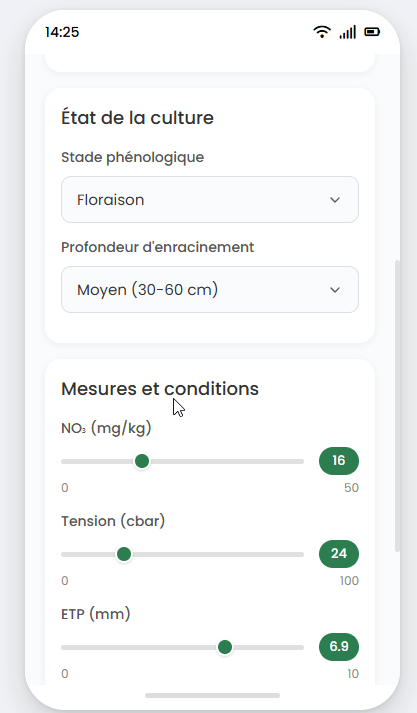 14:25
État de la culture
Stade phénologique
Floraison
Profondeur d'enracinement
Moyen (30-60 cm)
Mesures et conditions
NO₃ (mg/kg)
16
0 50
Tension (cbar)
24
0 100
ETP (mm)
6.9
0 10